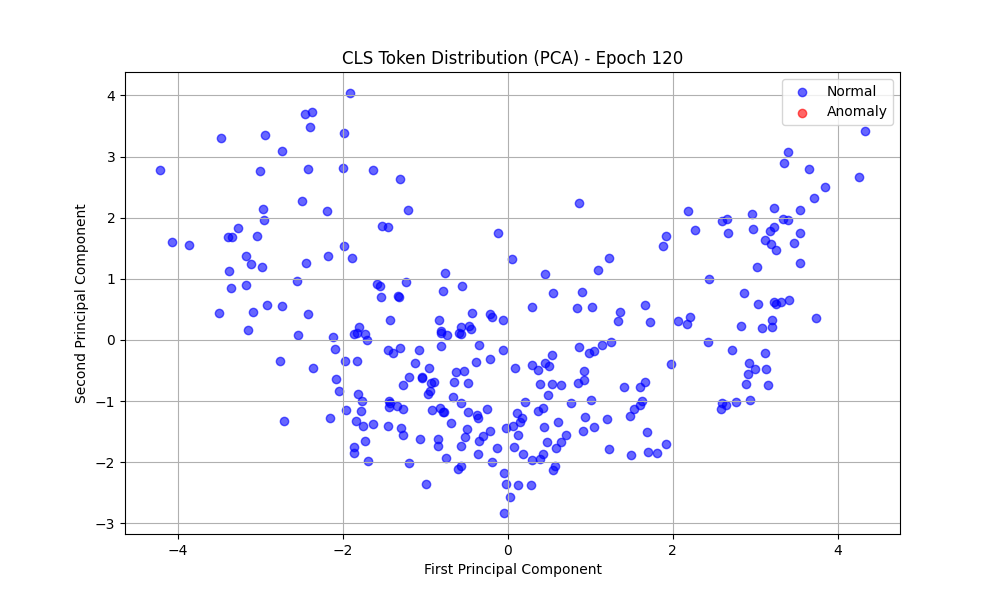 CLS Token Distribution (PCA) - Epoch 120
Normal
Anomaly
4
3
2
1
0
−1
−2
−3
Second Principal Component
−4
−2
0
2
4
First Principal Component